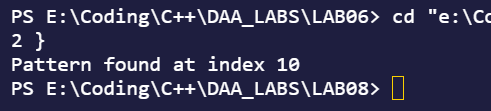 PS E:\Coding\C++\DAA_LABS\LAB06> cd "e:\Co
2 }
Pattern found at index 10
PS E:\Coding\C++\DAA_LABS\LAB08>